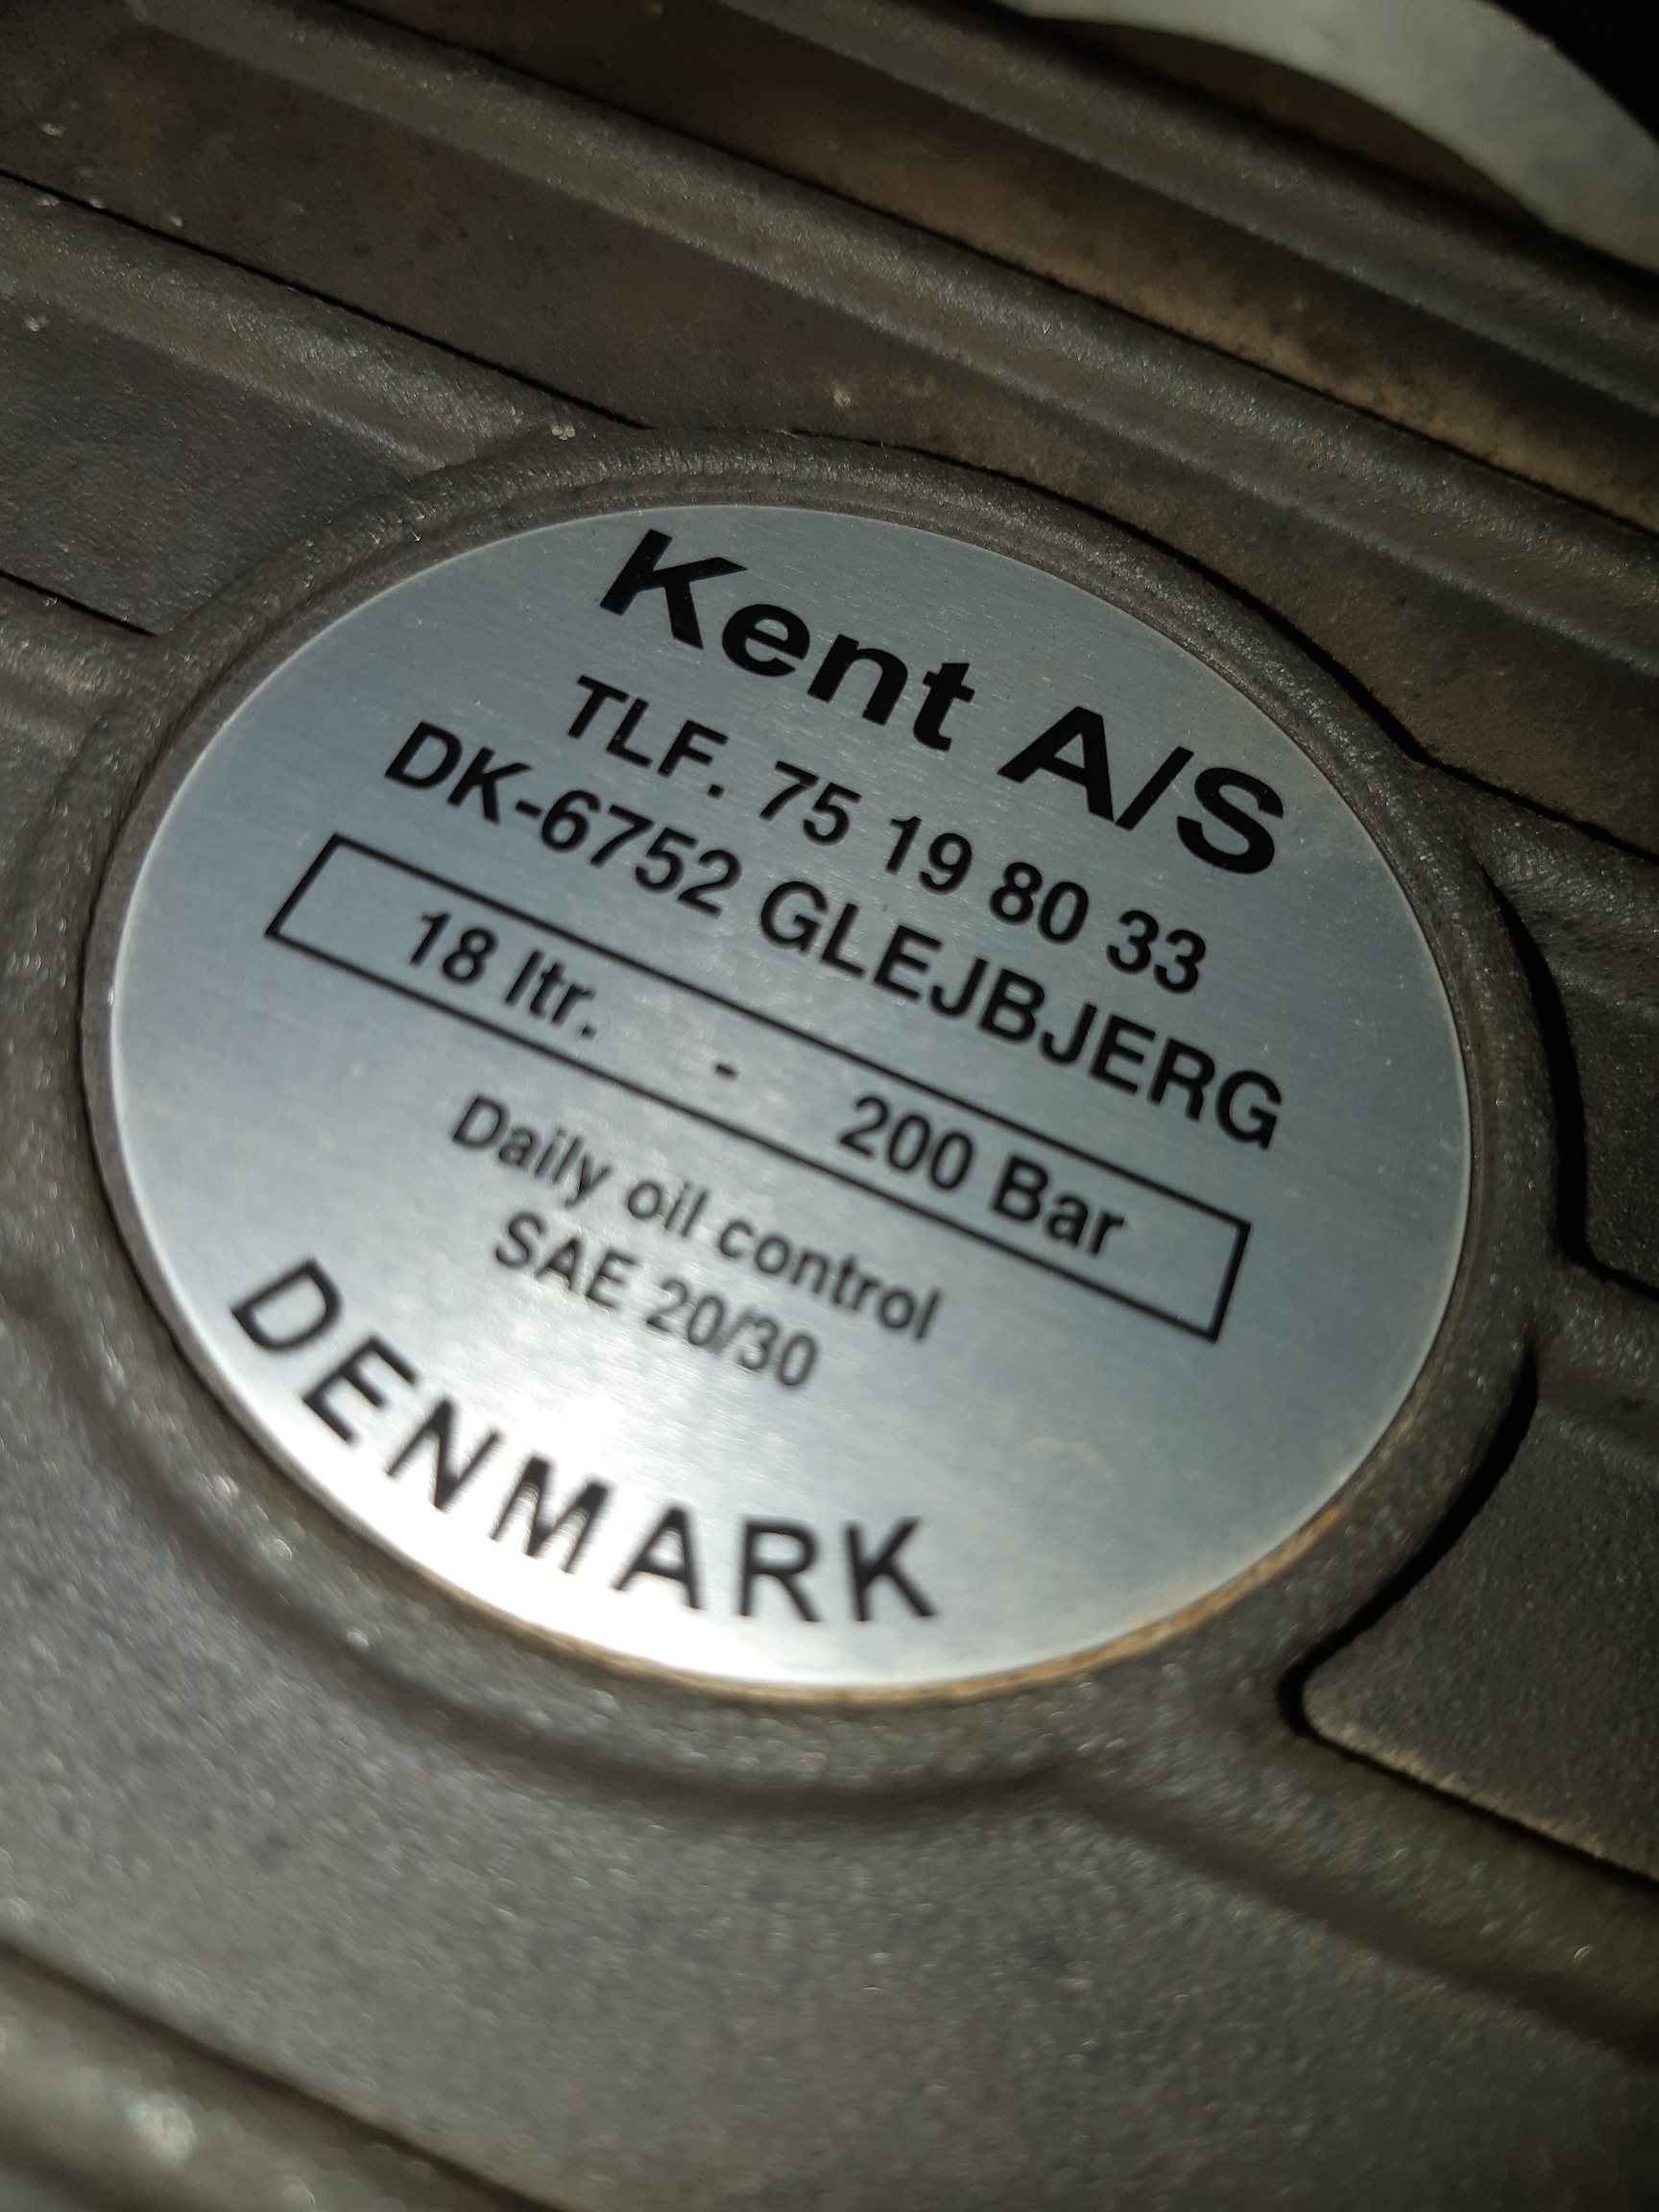 Kent A/S
TLF. 75 19 80 33
DK-6752 GLEJBJERG
18 ltr. - 200 Bar
Daily oil control
SAE 20/30
DENMARK